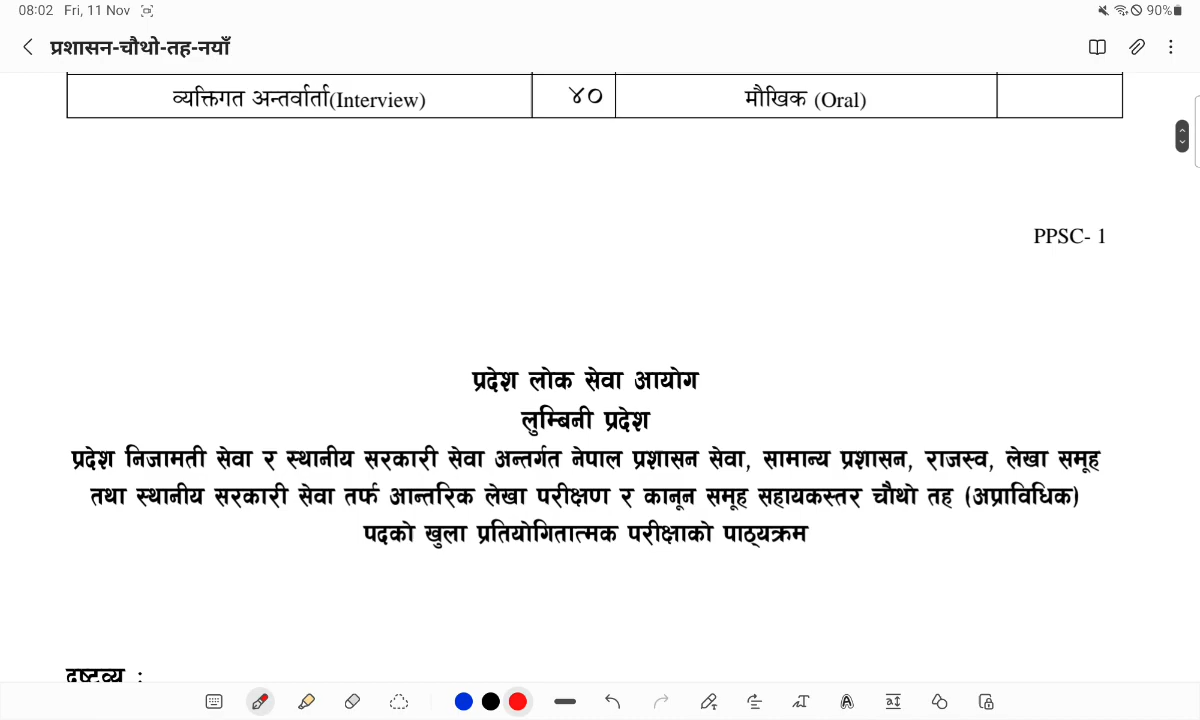 08:02 Fri, 11 Nov 90%
प्रशासन-चौथो-तह-नयाँ
व्यक्तिगत अन्तर्वार्ता(Interview) ४० मौखिक (Oral)
PPSC- 1
प्रदेश लोक सेवा आयोग
लुम्बिनी प्रदेश
प्रदेश निजामती सेवा र स्थानीय सरकारी सेवा अन्तर्गत नेपाल प्रशासन सेवा, सामान्य प्रशासन, राजस्व, लेखा समूह
तथा स्थानीय सरकारी सेवा तर्फ आन्तरिक लेखा परीक्षण र कानून समूह सहायकस्तर चौथो तह (अप्राविधिक)
पदको खुला प्रतियोगितात्मक परीक्षाको पाठ्यक्रम
द्रष्टव्य :